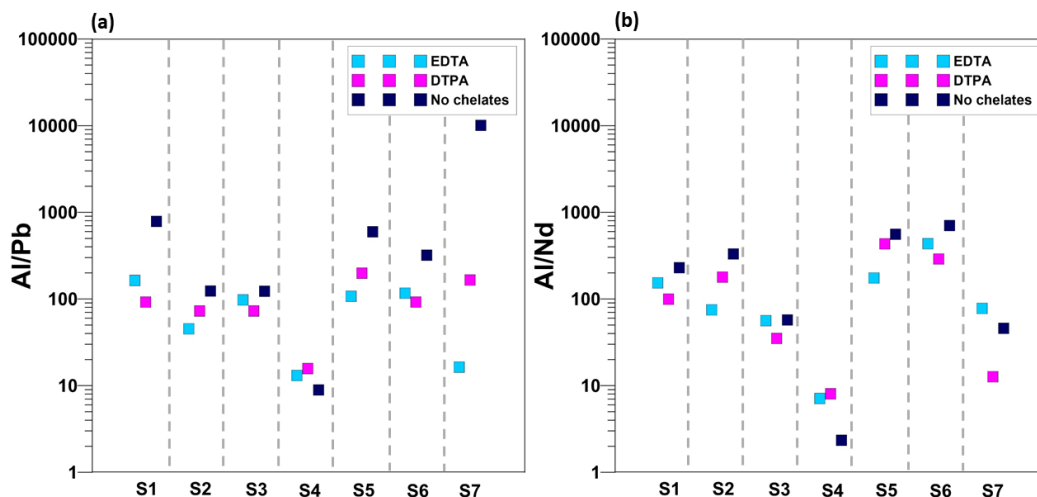 (a)
100000
10000
1000
100
10
1
Al/Pb
EDTA
DTPA
No chelates
S1 S2 S3 S4 S5 S6 S7
(b)
100000
10000
1000
100
10
1
Al/Nd
EDTA
DTPA
No chelates
S1 S2 S3 S4 S5 S6 S7